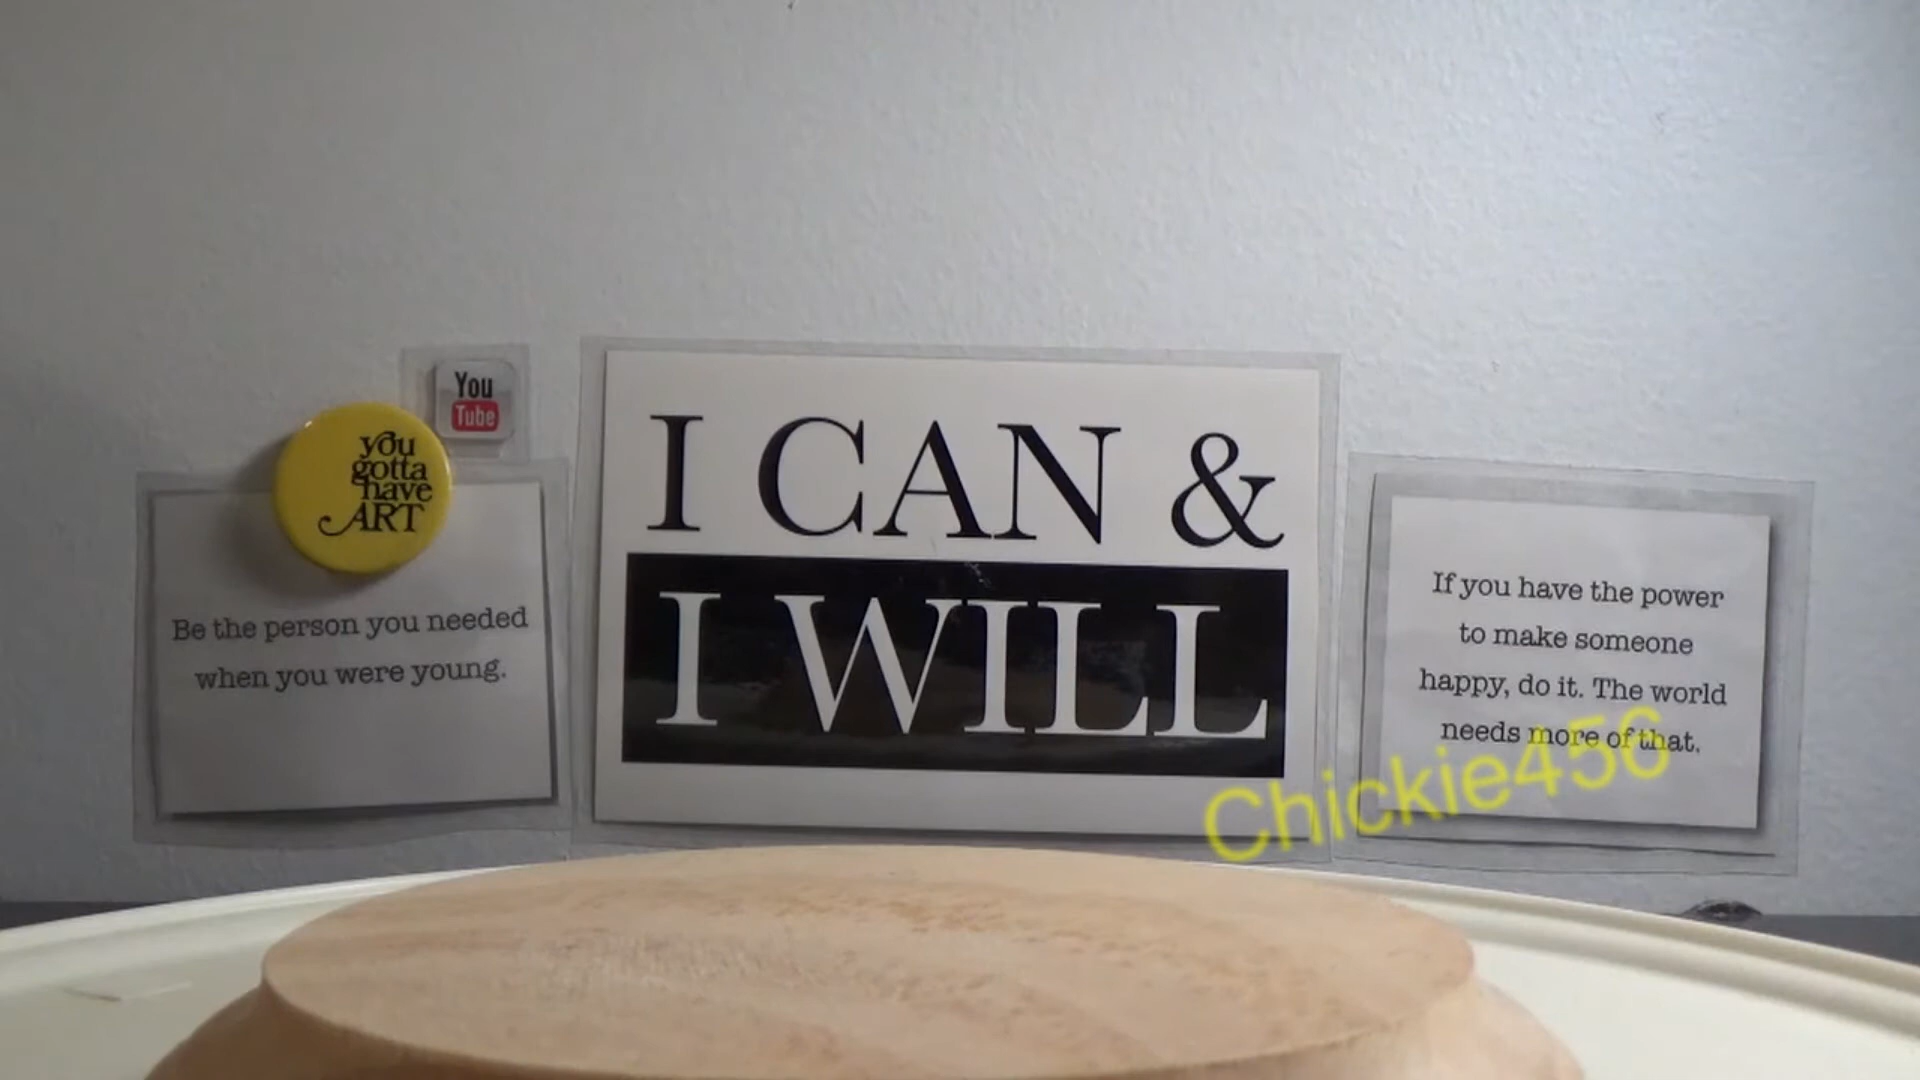 You
Tube
you
gotta
have
ART
Be the person you needed
when you were young.
I CAN &
I WILL
If you have the power
to make someone
happy, do it. The world
needs more of that.
Chickie456